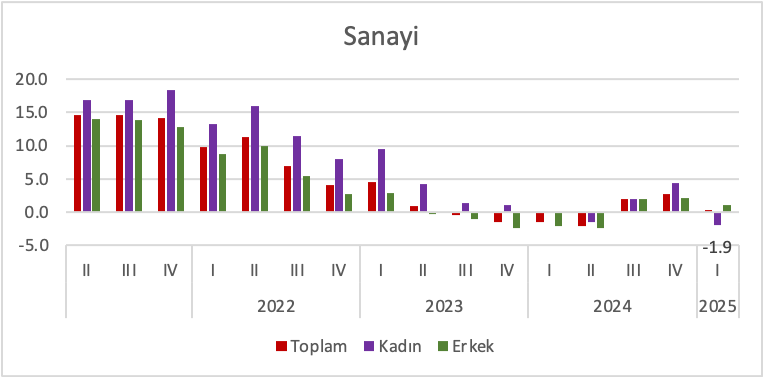 Sanayi
20.0
15.0
10.0
5.0
0.0
-5.0
-1.9
II III IV I II III IV I II III IV I II III IV I
2022 2023 2024 2025
Toplam Kadın Erkek